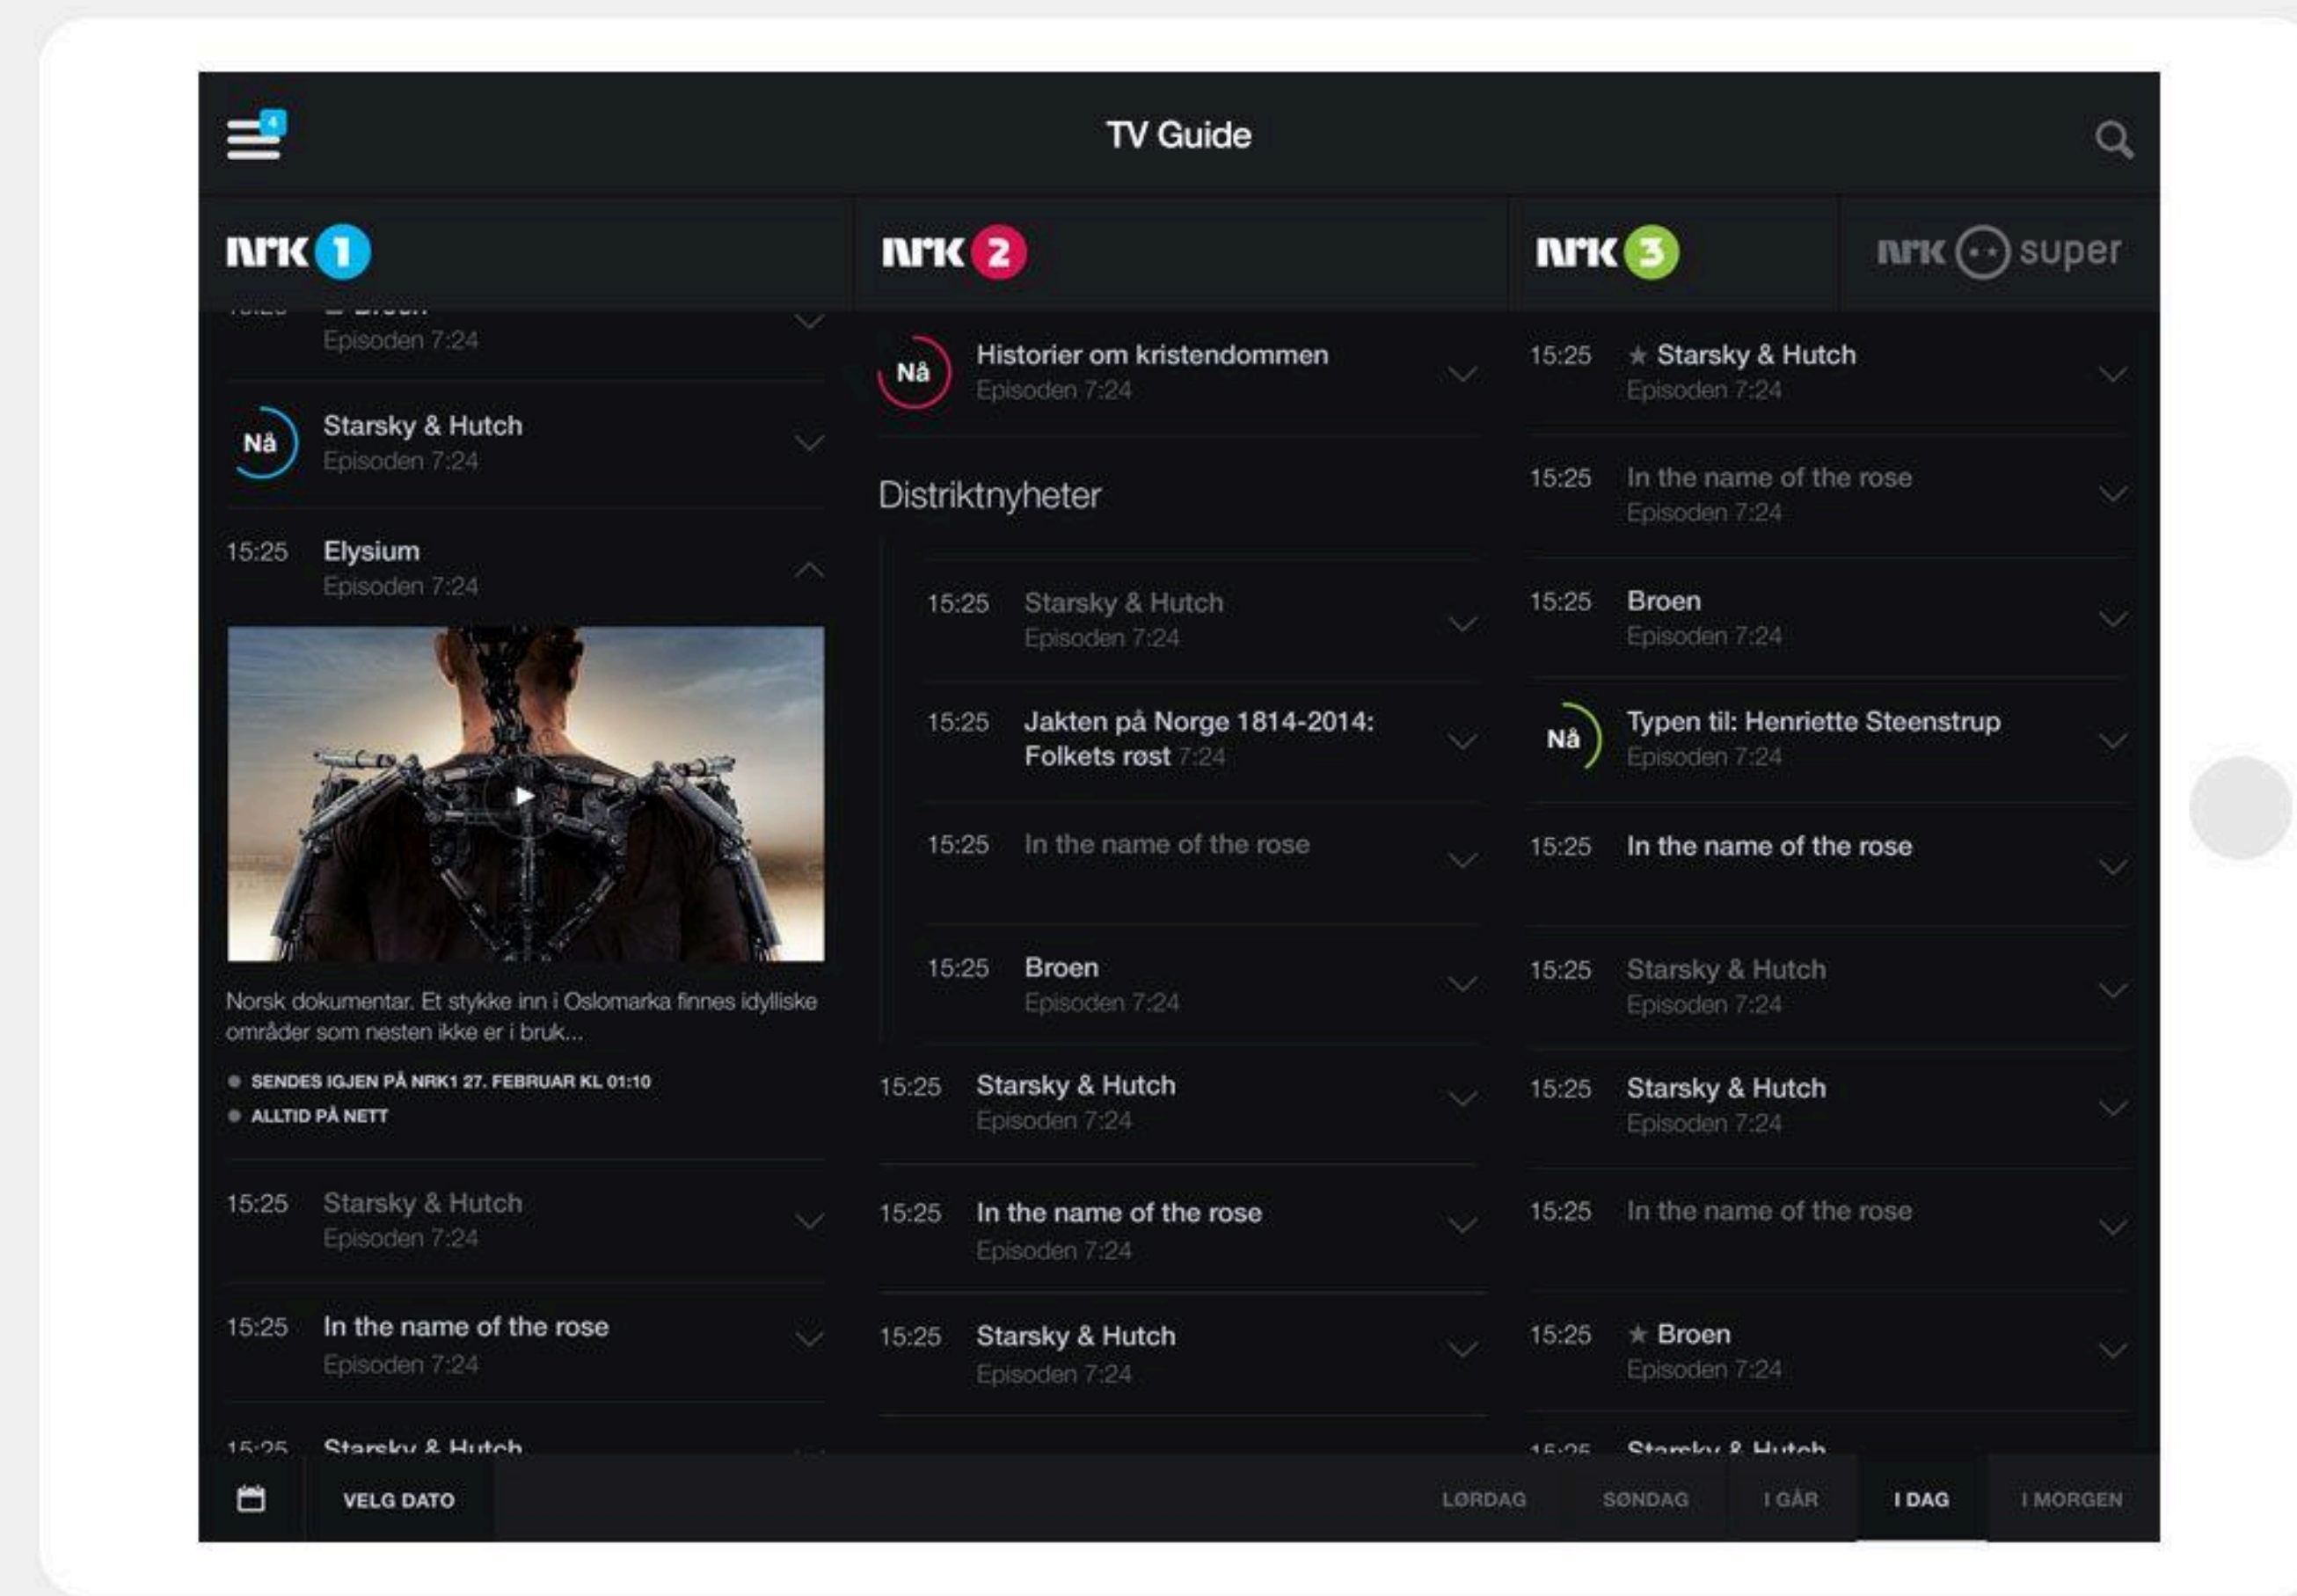 4
TV Guide
nrk 1
nrk 2
nrk 3
nrk super
Episoden 7:24
Nå
Starsky & Hutch
Episoden 7:24
15:25 Elysium
Episoden 7:24
Norsk dokumentar. Et stykke inn i Oslomarka finnes idylliske
områder som nesten ikke er i bruk...
SENDES IGJEN PÅ NRK1 27. FEBRUAR KL 01:10
ALLTID PÅ NETT
15:25 Starsky & Hutch
Episoden 7:24
15:25 In the name of the rose
Episoden 7:24
15:25 Starsky & Hutch
Nå
Historier om kristendommen
Episoden 7:24
Distriktnyheter
15:25 Starsky & Hutch
Episoden 7:24
15:25 Jakten på Norge 1814-2014:
Folkets røst 7:24
15:25 In the name of the rose
15:25 Broen
Episoden 7:24
15:25 Starsky & Hutch
Episoden 7:24
15:25 In the name of the rose
Episoden 7:24
15:25 Starsky & Hutch
Episoden 7:24
15:25 ★ Starsky & Hutch
Episoden 7:24
15:25 In the name of the rose
Episoden 7:24
15:25 Broen
Episoden 7:24
Nå
Typen til: Henriette Steenstrup
Episoden 7:24
15:25 In the name of the rose
15:25 Starsky & Hutch
Episoden 7:24
15:25 Starsky & Hutch
Episoden 7:24
15:25 In the name of the rose
15:25 ★ Broen
Episoden 7:24
15:25 Starsky & Hutch
VELG DATO
LØRDAG
SØNDAG
I GÅR
I DAG
I MORGEN